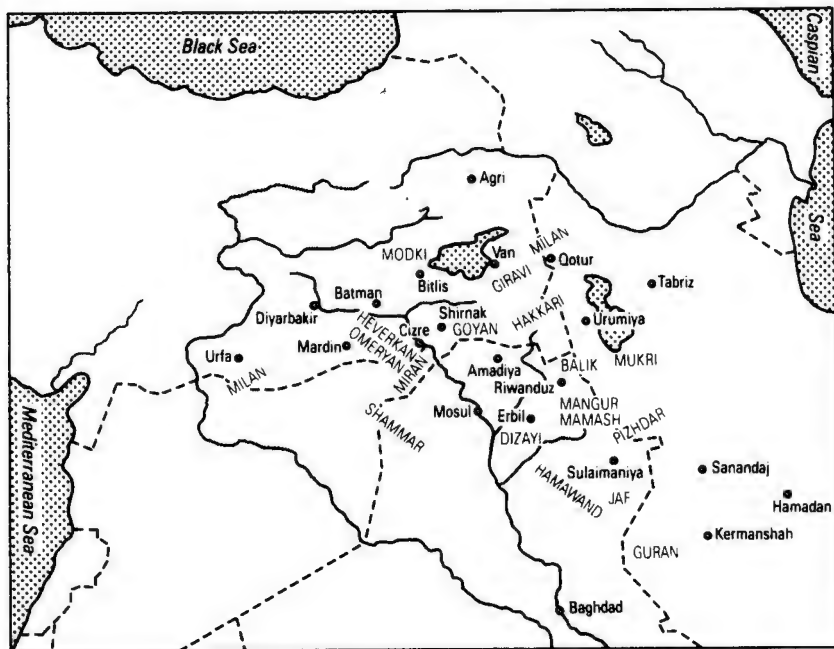 Black Sea
Caspian
Sea
Agri
MODKI
Van
MILAN
Qotur
GIRAVI
Bitlis
Tabriz
Batman
Diyarbakir
Shirnak
HAKKARI
Urumiya
HEVERKAN
Cizre
GOYAN
Mardin
OMERYAN
Urfa
MILAN
MIRAN
Amadiya
BALIK
MUKRI
Riwanduz
SHAMMAR
Mosul
Erbil
MANGUR
MAMASH
DIZAYI
PIZHDAR
Mediterranean Sea
Sulaimaniya
Sanandaj
HAMAWAND
JAF
Hamadan
GURAN
Kermanshah
Baghdad